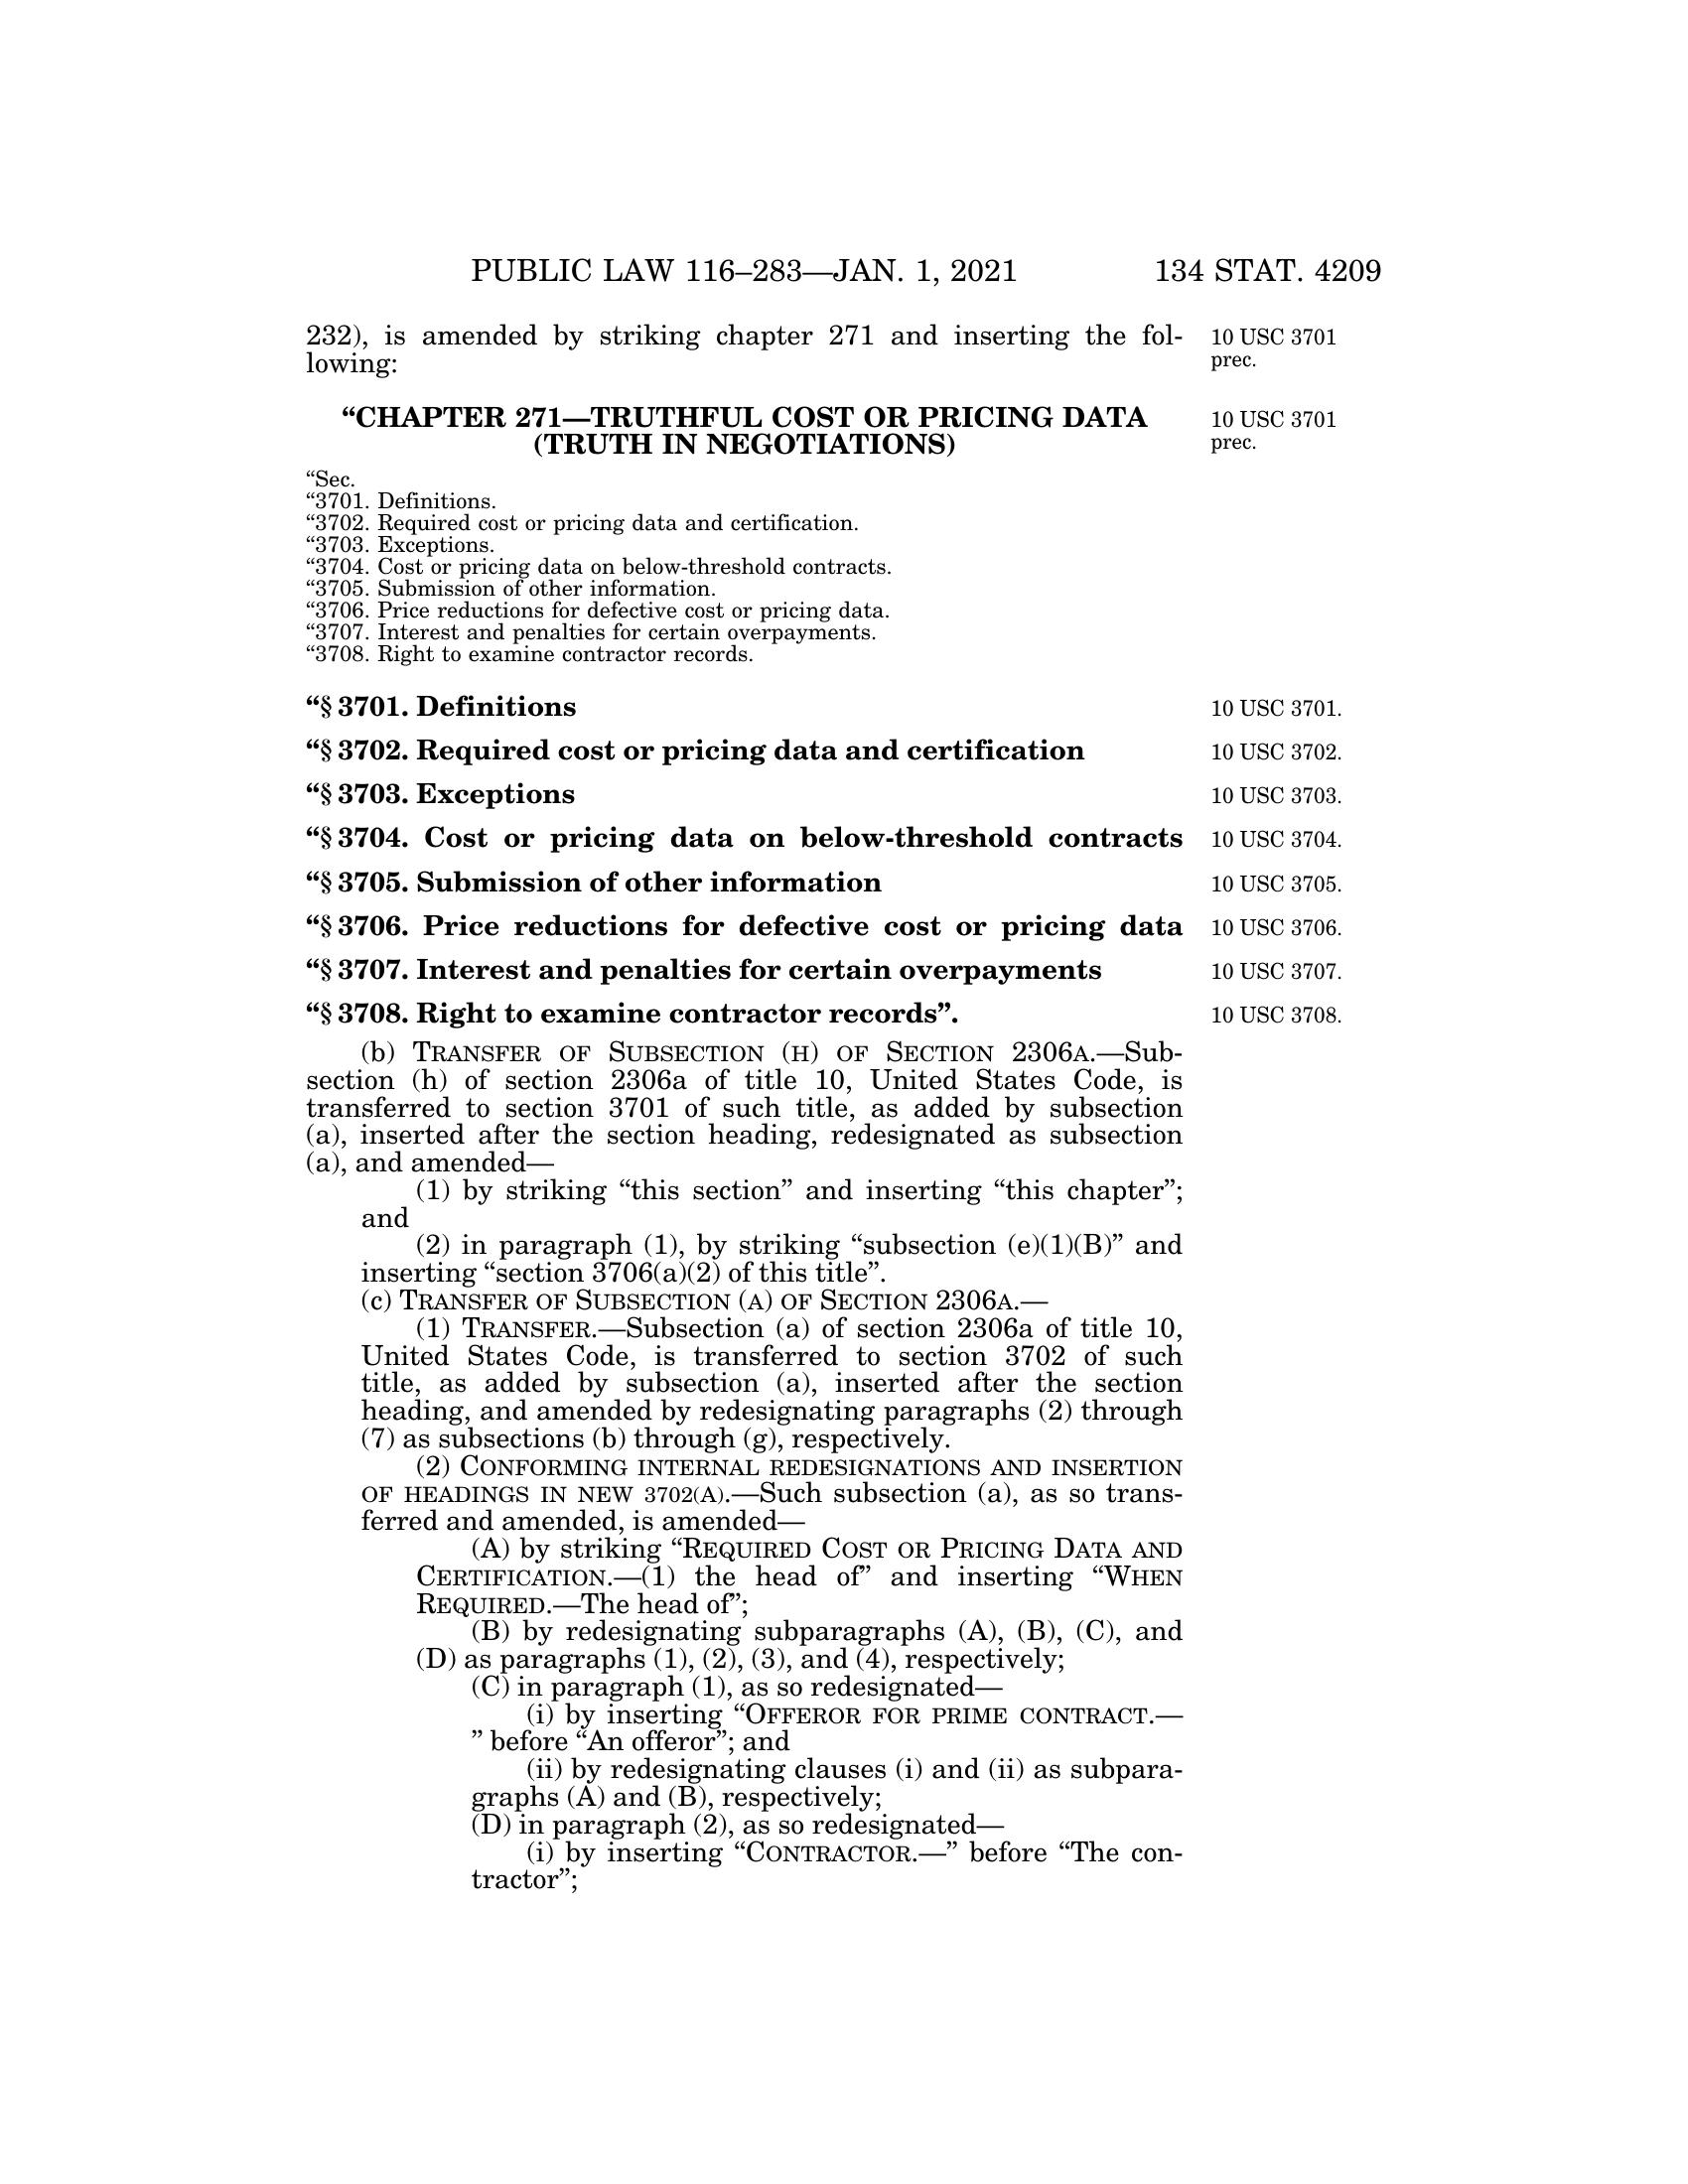 PUBLIC LAW 116–283—JAN. 1, 2021 134 STAT. 4209
232), is amended by striking chapter 271 and inserting the fol-
lowing:
10 USC 3701
prec.
“CHAPTER 271—TRUTHFUL COST OR PRICING DATA
(TRUTH IN NEGOTIATIONS)
10 USC 3701
prec.
“Sec.
“3701. Definitions.
“3702. Required cost or pricing data and certification.
“3703. Exceptions.
“3704. Cost or pricing data on below-threshold contracts.
“3705. Submission of other information.
“3706. Price reductions for defective cost or pricing data.
“3707. Interest and penalties for certain overpayments.
“3708. Right to examine contractor records.
“§ 3701. Definitions 10 USC 3701.
“§ 3702. Required cost or pricing data and certification 10 USC 3702.
“§ 3703. Exceptions 10 USC 3703.
“§ 3704. Cost or pricing data on below-threshold contracts 10 USC 3704.
“§ 3705. Submission of other information 10 USC 3705.
“§ 3706. Price reductions for defective cost or pricing data 10 USC 3706.
“§ 3707. Interest and penalties for certain overpayments 10 USC 3707.
“§ 3708. Right to examine contractor records”. 10 USC 3708.
(b) TRANSFER OF SUBSECTION (H) OF SECTION 2306A.—Sub-
section (h) of section 2306a of title 10, United States Code, is
transferred to section 3701 of such title, as added by subsection
(a), inserted after the section heading, redesignated as subsection
(a), and amended—
(1) by striking “this section” and inserting “this chapter”;
and
(2) in paragraph (1), by striking “subsection (e)(1)(B)” and
inserting “section 3706(a)(2) of this title”.
(c) TRANSFER OF SUBSECTION (A) OF SECTION 2306A.—
(1) TRANSFER.—Subsection (a) of section 2306a of title 10,
United States Code, is transferred to section 3702 of such
title, as added by subsection (a), inserted after the section
heading, and amended by redesignating paragraphs (2) through
(7) as subsections (b) through (g), respectively.
(2) CONFORMING INTERNAL REDESIGNATIONS AND INSERTION
OF HEADINGS IN NEW 3702(A).—Such subsection (a), as so trans-
ferred and amended, is amended—
(A) by striking “REQUIRED COST OR PRICING DATA AND
CERTIFICATION.—(1) the head of” and inserting “WHEN
REQUIRED.—The head of”;
(B) by redesignating subparagraphs (A), (B), (C), and
(D) as paragraphs (1), (2), (3), and (4), respectively;
(C) in paragraph (1), as so redesignated—
(i) by inserting “OFFEROR FOR PRIME CONTRACT.—
” before “An offeror”; and
(ii) by redesignating clauses (i) and (ii) as subpara-
graphs (A) and (B), respectively;
(D) in paragraph (2), as so redesignated—
(i) by inserting “CONTRACTOR.—” before “The con-
tractor”;